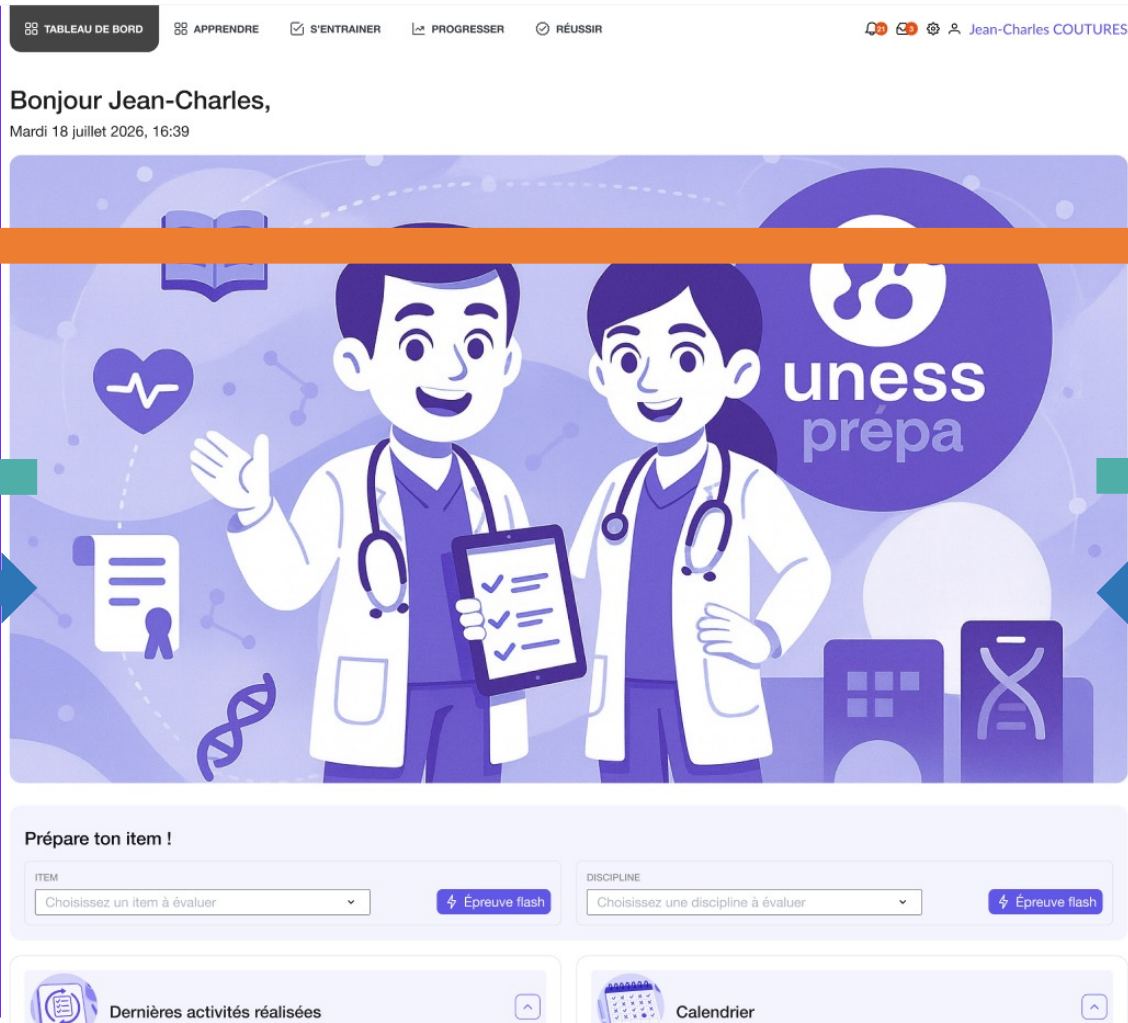 TABLEAU DE BORD APPRENDRE S'ENTRAINER PROGRESSER RÉUSSIR 21 3 Jean-Charles COUTURES
Bonjour Jean-Charles,
Mardi 18 juillet 2026, 16:39
uness
prépa
Prépare ton item !
ITEM DISCIPLINE
Choisissez un item à évaluer Épreuve flash Choisissez une discipline à évaluer Épreuve flash
Dernières activités réalisées Calendrier